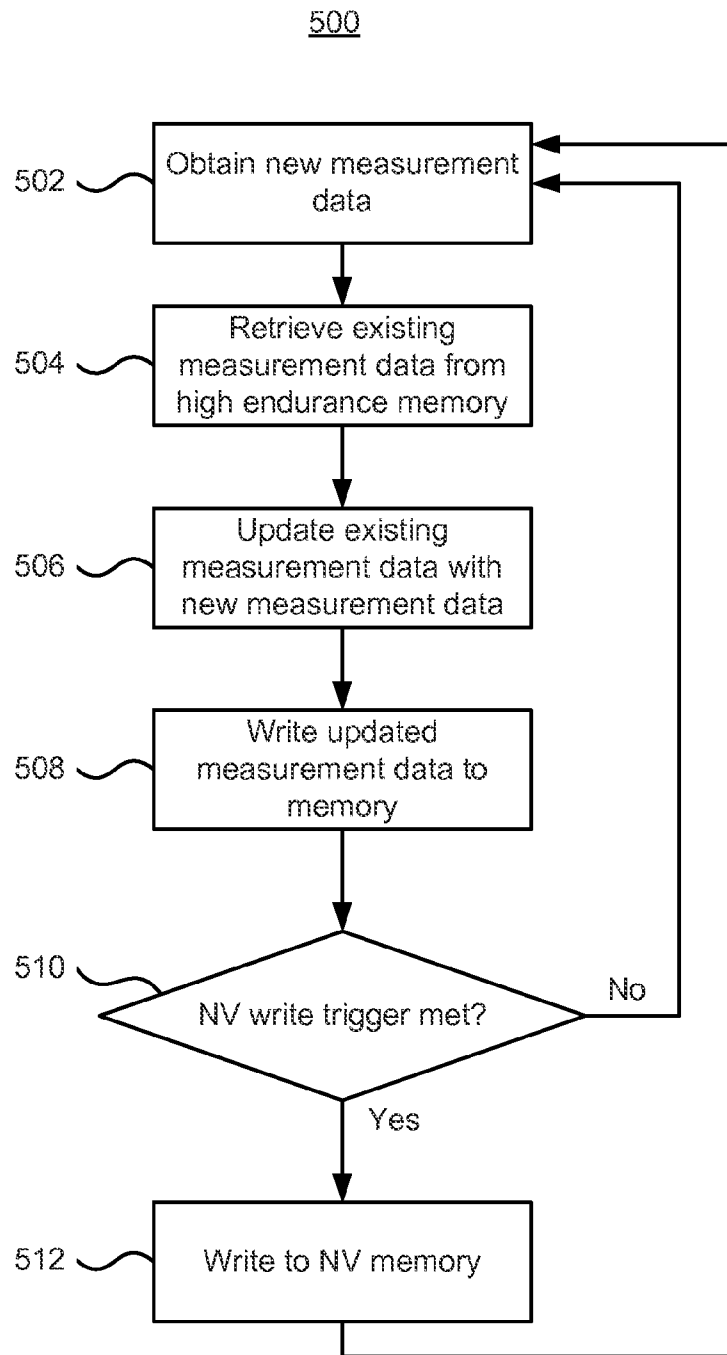 500
502
Obtain new measurement
data
504
Retrieve existing
measurement data from
high endurance memory
506
Update existing
measurement data with
new measurement data
508
Write updated
measurement data to
memory
510
NV write trigger met?
No
Yes
512
Write to NV memory